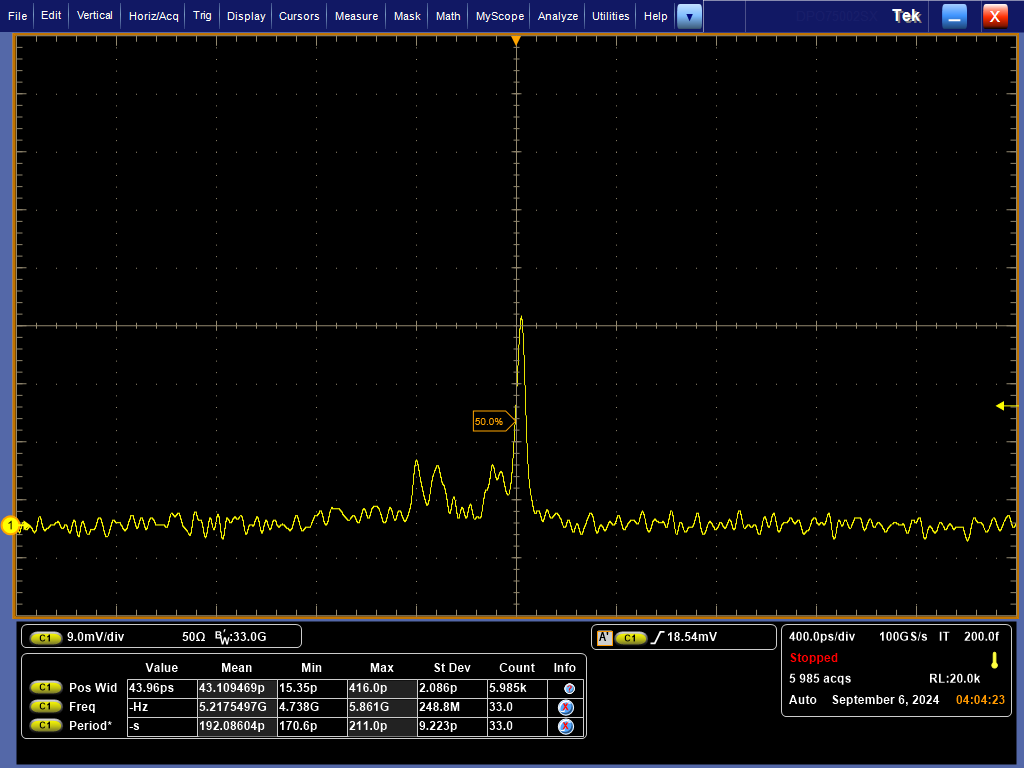 File Edit Vertical Horiz/Acq Trig Display Cursors Measure Mask Math MyScope Analyze Utilities Help Tek X
50.0%
1
C1 9.0mV/div 50Ω BW:33.0G
A' C1 18.54mV
400.0ps/div 100GS/s IT 200.0f
Stopped
5 985 acqs RL:20.0k
Auto September 6, 2024 04:04:23
Value Mean Min Max St Dev Count Info
C1 Pos Wid 43.96ps 43.109469p 15.35p 416.0p 2.086p 5.985k
C1 Freq -Hz 5.2175497G 4.738G 5.861G 248.8M 33.0
C1 Period* -s 192.08604p 170.6p 211.0p 9.223p 33.0